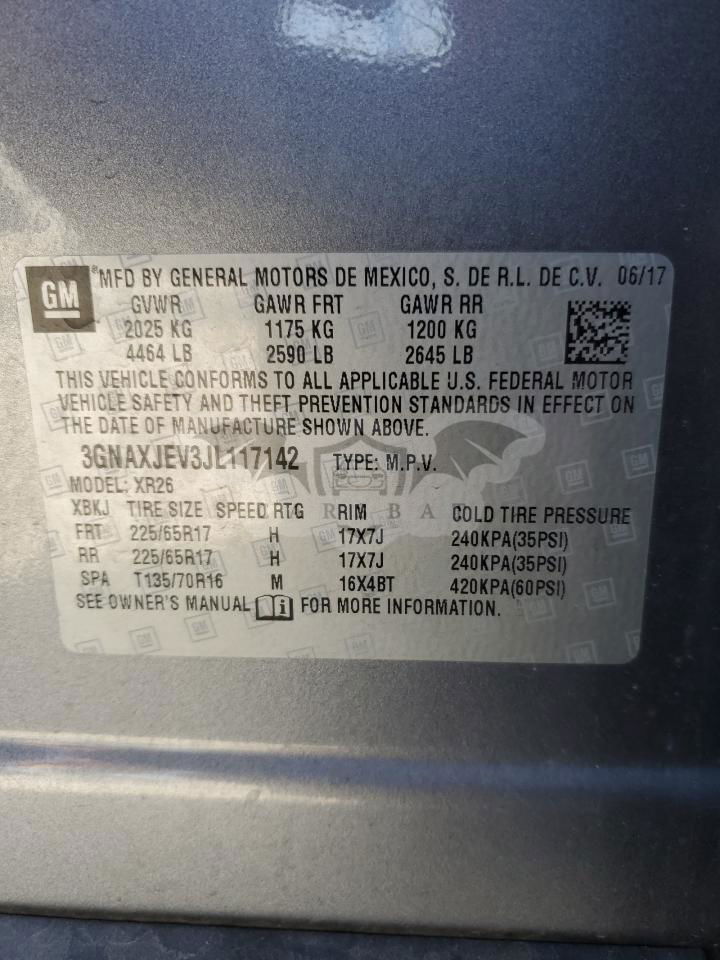 GM ® MFD BY GENERAL MOTORS DE MEXICO, S. DE R.L. DE C.V. 06/17
GVWR GAWR FRT GAWR RR
2025 KG 1175 KG 1200 KG
4464 LB 2590 LB 2645 LB
THIS VEHICLE CONFORMS TO ALL APPLICABLE U.S. FEDERAL MOTOR
VEHICLE SAFETY AND THEFT PREVENTION STANDARDS IN EFFECT ON
THE DATE OF MANUFACTURE SHOWN ABOVE.
3GNAXJEV3JL117142 TYPE: M.P.V.
MODEL: XR26
XBKJ TIRE SIZE SPEED RTG RIM COLD TIRE PRESSURE
FRT 225/65R17 H 17X7J 240KPA(35PSI)
RR 225/65R17 H 17X7J 240KPA(35PSI)
SPA T135/70R16 M 16X4BT 420KPA(60PSI)
SEE OWNER'S MANUAL FOR MORE INFORMATION.